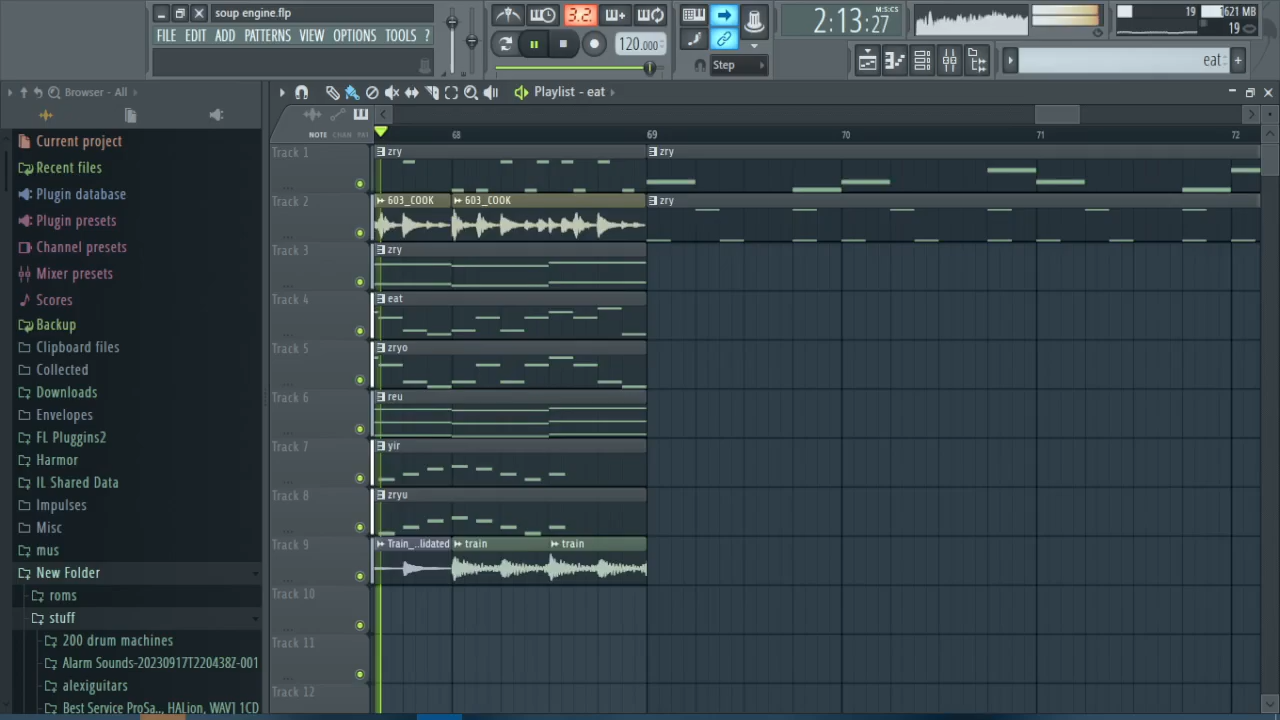 soup engine.flp
FILE EDIT ADD PATTERNS VIEW OPTIONS TOOLS ?
3.2.
120.000
Step
2:13:27
M:S:CS
19
621 MB
19
eat
Browser - All
Playlist - eat
NOTE CHAN PAT
68 69 70 71 72
Current project
Recent files
Plugin database
Plugin presets
Channel presets
Mixer presets
Scores
Backup
Clipboard files
Collected
Downloads
Envelopes
FL Pluggins2
Harmor
IL Shared Data
Impulses
Misc
mus
New Folder
roms
stuff
200 drum machines
Alarm Sounds-20230917T220438Z-001
alexiguitars
Best Service ProSa... HALion, WAV] 1CD
Track 1
zry
zry
Track 2
603_COOK
603_COOK
zry
Track 3
zry
Track 4
eat
Track 5
zryo
Track 6
reu
Track 7
yir
Track 8
zryu
Track 9
Train_..lidated
train
train
Track 10
Track 11
Track 12